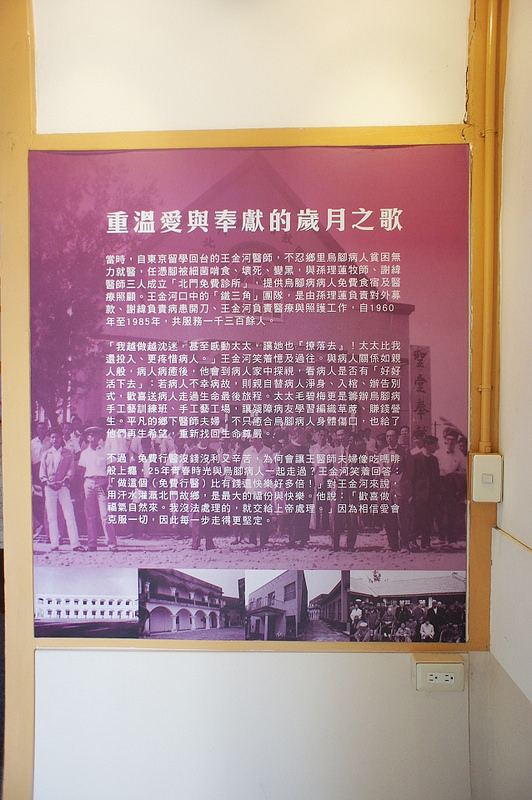 重溫愛與奉獻的歲月之歌
當時，自東京留學回台的王金河醫師，不忍鄉里烏腳病人貧困無
力就醫，任憑腳被細菌啃食、壞死、變黑，與孫理蓮牧師、謝緯
醫師三人成立「北門免費診所」，提供烏腳病病人免費食宿及醫
療照顧。王金河口中的「鐵三角」團隊，是由孫理蓮負責對外募
款、謝緯負責病患開刀、王金河負責醫療與照護工作，自1960
年至1985年，共服務一千三百餘人。
「我越做越沈迷，甚至感動太太，讓她也『撩落去』！太太比我
還投入、更疼惜病人。」王金河笑著憶及過往。與病人關係如親
人般，病人病癒後，他會到病人家中探視，看病人是否有「好好
活下去」；若病人不幸病故，則親自替病人淨身、入棺、辦告別
式，歡喜送病人走過生命最後旅程。太太毛碧梅更是籌辦烏腳病
手工藝訓練班、手工藝工場，讓殘障病友學習編織草蓆、賺錢營
生。平凡的鄉下醫師夫婦，不只癒合烏腳病人身體傷口，也給了
他們再生希望，重新找回生命尊嚴。
不過，免費行醫沒錢沒利又辛苦，為何會讓王醫師夫婦像吃嗎啡
般上癮，25年青春時光與烏腳病人一起走過？王金河笑著回答：
「做這個（免費行醫）比有錢還快樂好多倍！」對王金河來說，
用汗水灌溉北門故鄉，是最大的福份與快樂。他說：「歡喜做，
福氣自然來。我沒法處理的，就交給上帝處理。」因為相信愛會
克服一切，因此每一步走得更堅定。